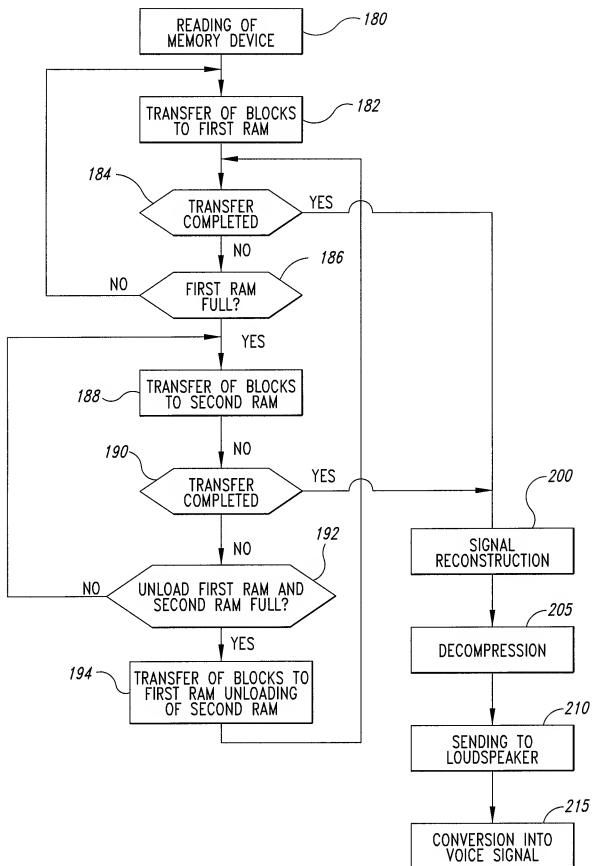 READING OF
MEMORY DEVICE
180
TRANSFER OF BLOCKS
TO FIRST RAM
182
184
TRANSFER
COMPLETED
YES
NO
186
FIRST RAM
FULL?
NO
YES
188
TRANSFER OF BLOCKS
TO SECOND RAM
NO
190
TRANSFER
COMPLETED
YES
NO
192
UNLOAD FIRST RAM AND
SECOND RAM FULL?
NO
YES
194
TRANSFER OF BLOCKS TO
FIRST RAM UNLOADING
OF SECOND RAM
200
SIGNAL
RECONSTRUCTION
205
DECOMPRESSION
210
SENDING TO
LOUDSPEAKER
215
CONVERSION INTO
VOICE SIGNAL